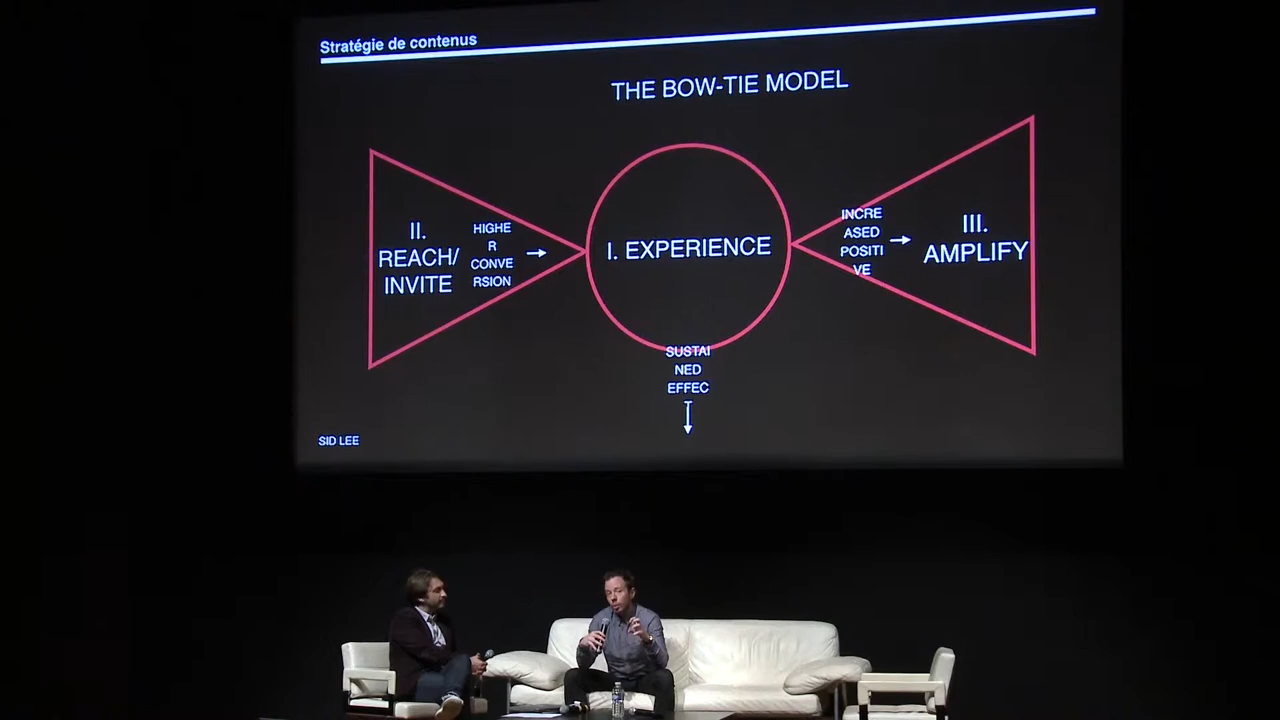 Stratégie de contenus
THE BOW-TIE MODEL
II.
REACH/
INVITE
HIGHE
R
CONVE
RSION
I. EXPERIENCE
INCRE
ASED
POSITI
VE
III.
AMPLIFY
SUSTAI
NED
EFFEC
T
SID LEE